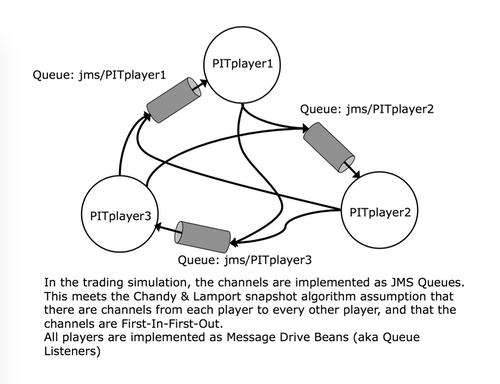 PITplayer1
Queue: jms/PITplayer1
Queue: jms/PITplayer2
PITplayer3
PITplayer2
Queue: jms/PITplayer3
In the trading simulation, the channels are implemented as JMS Queues.
This meets the Chandy & Lamport snapshot algorithm assumption that
there are channels from each player to every other player, and that the
channels are First-In-First-Out.
All players are implemented as Message Drive Beans (aka Queue
Listeners)